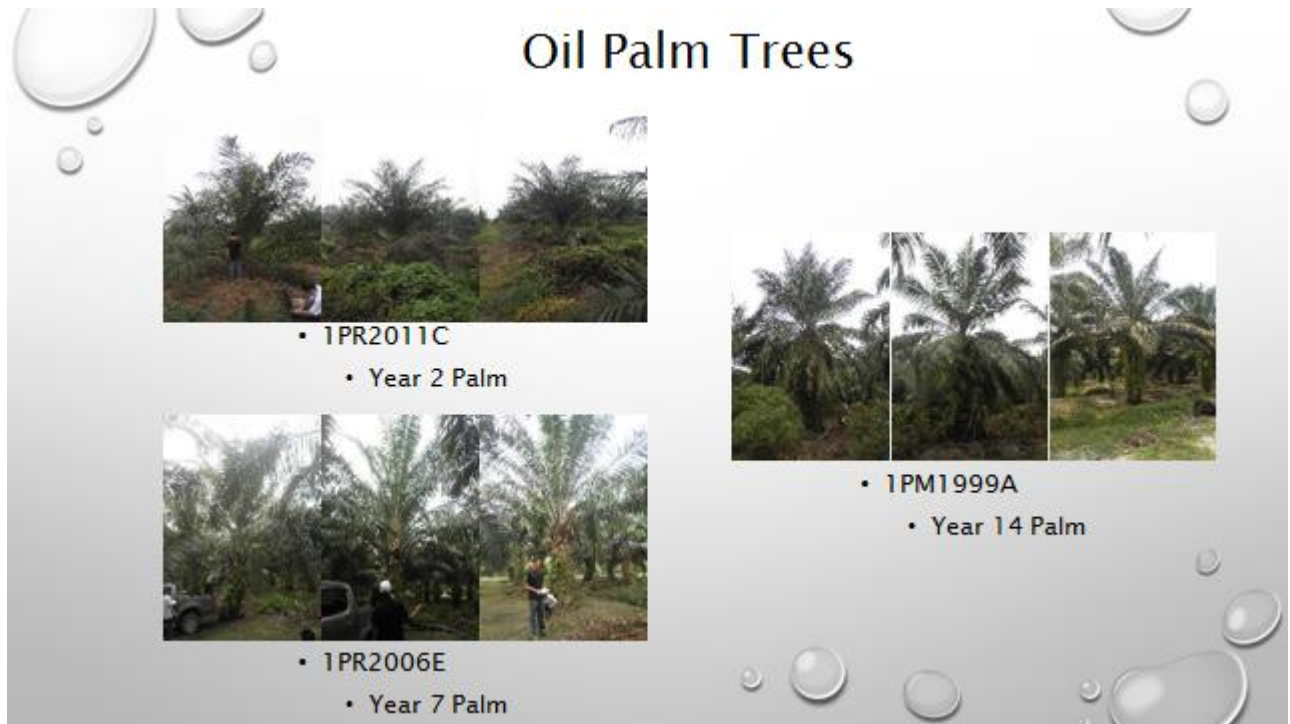 Oil Palm Trees
• 1PR2011C
• Year 2 Palm
• 1PR2006E
• Year 7 Palm
• 1PM1999A
• Year 14 Palm